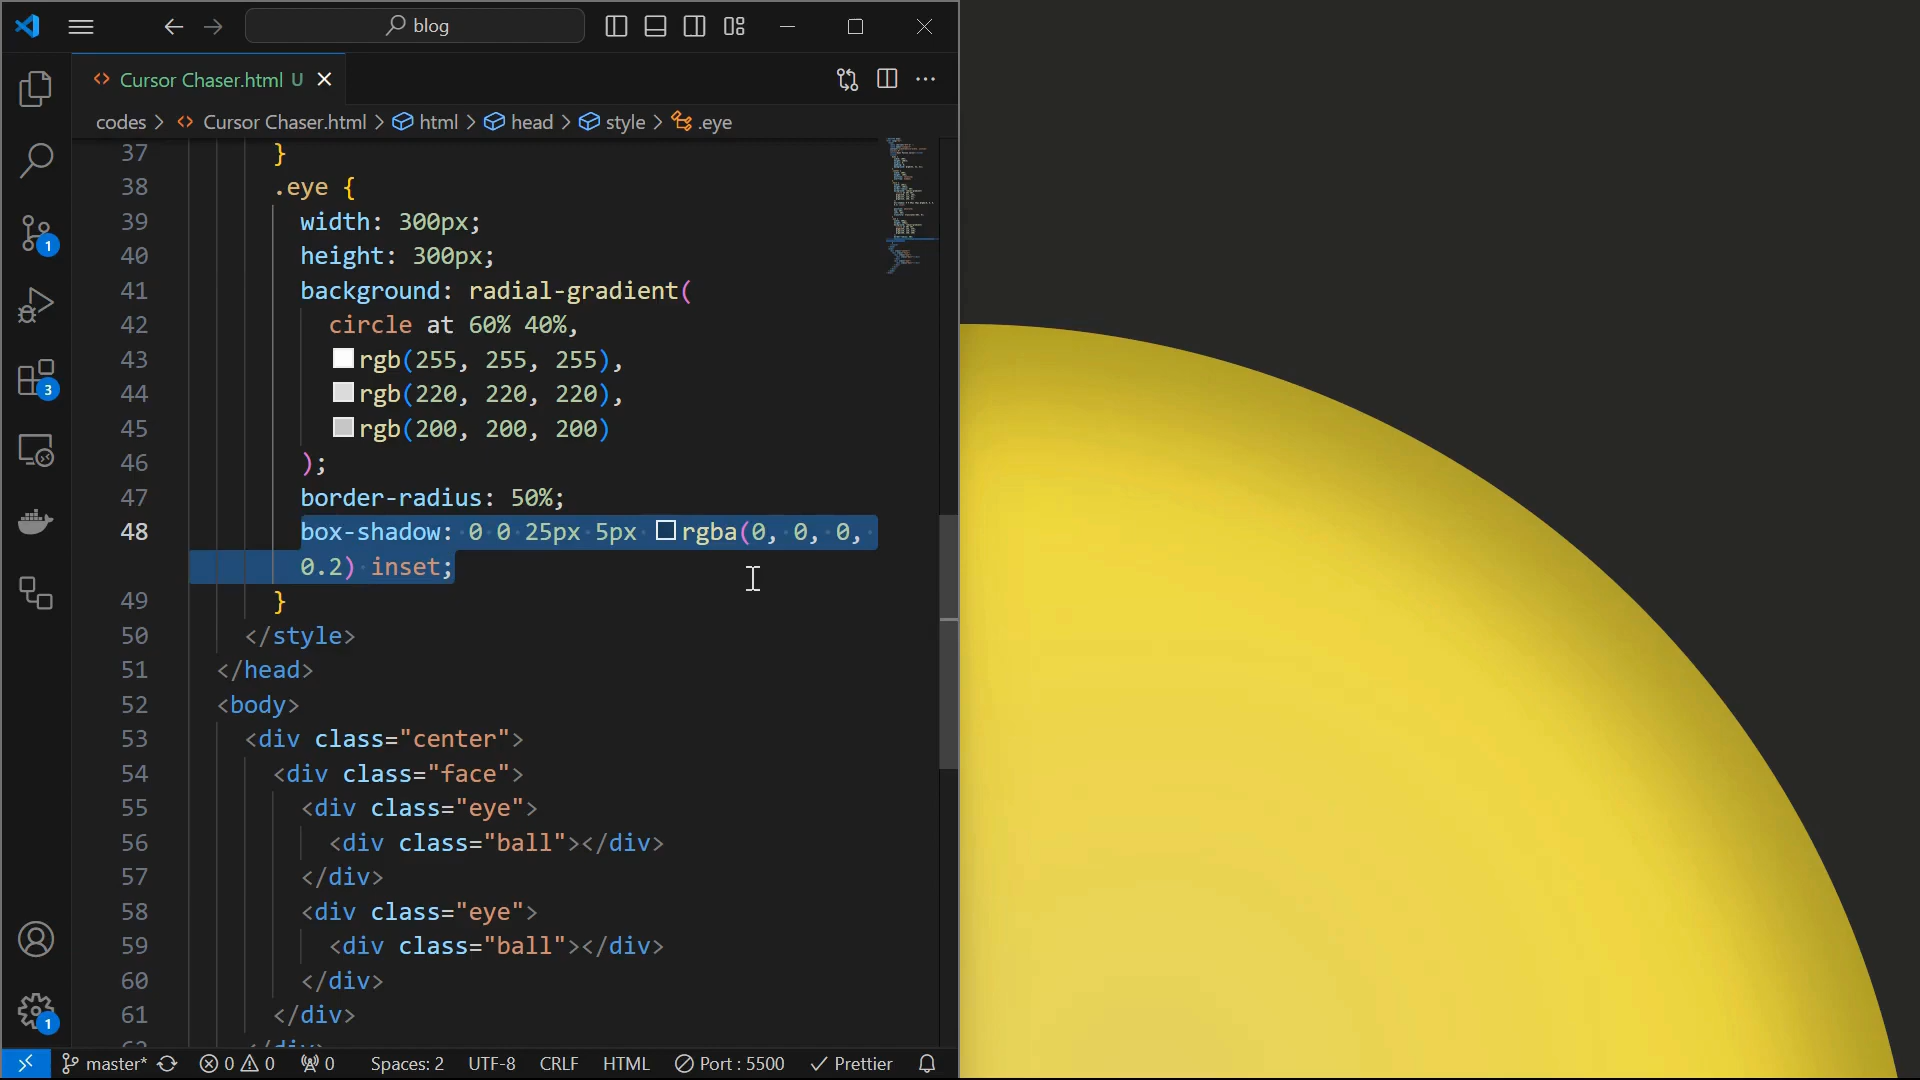 blog
Cursor Chaser.html U
codes > Cursor Chaser.html > html > head > style > .eye
37 }
38 .eye {
39 width: 300px;
40 height: 300px;
41 background: radial-gradient(
42 circle at 60% 40%,
43 rgb(255, 255, 255),
44 rgb(220, 220, 220),
45 rgb(200, 200, 200)
46 );
47 border-radius: 50%;
48 box-shadow: 0 0 25px 5px rgba(0, 0, 0,
0.2) inset;
49 }
50 </style>
51 </head>
52 <body>
53 <div class="center">
54 <div class="face">
55 <div class="eye">
56 <div class="ball"></div>
57 </div>
58 <div class="eye">
59 <div class="ball"></div>
60 </div>
61 </div>
62 </div>
1
3
1
master* 0 0 0 Spaces: 2 UTF-8 CRLF HTML Port : 5500 Prettier